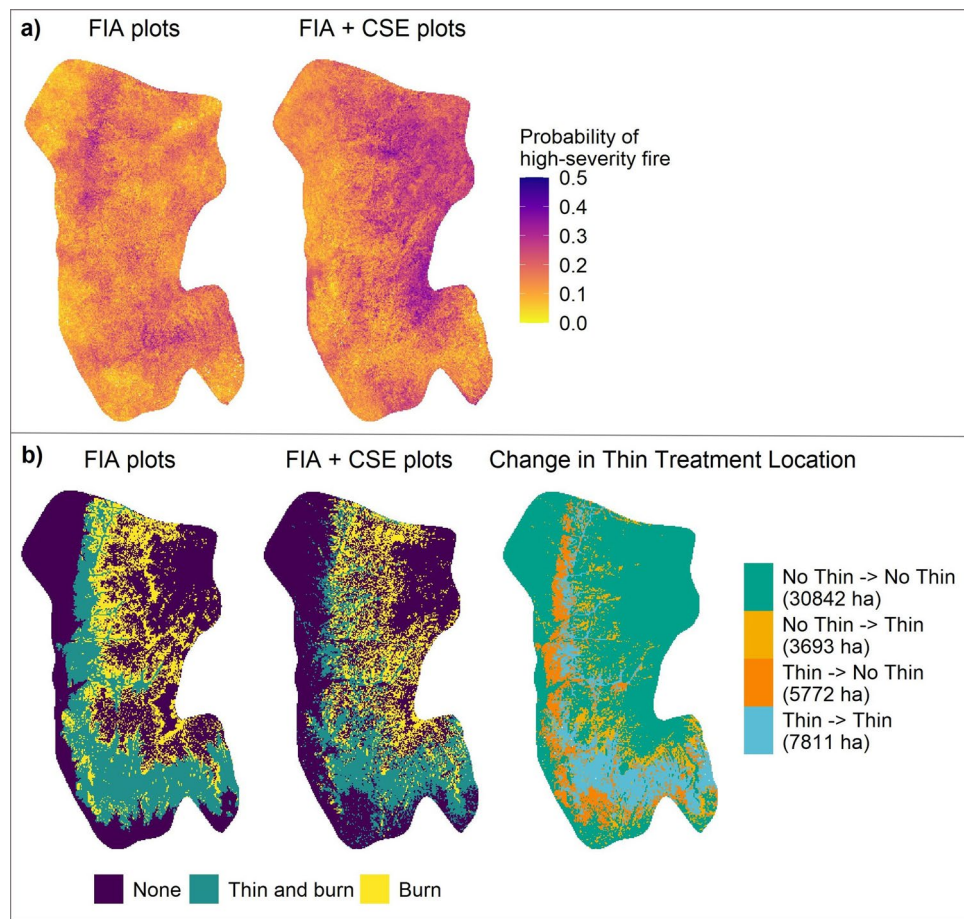 a)
FIA plots
FIA + CSE plots
Probability of
high-severity fire
0.5
0.4
0.3
0.2
0.1
0.0
b)
FIA plots
FIA + CSE plots
Change in Thin Treatment Location
No Thin -> No Thin
(30842 ha)
No Thin -> Thin
(3693 ha)
Thin -> No Thin
(5772 ha)
Thin -> Thin
(7811 ha)
None
Thin and burn
Burn